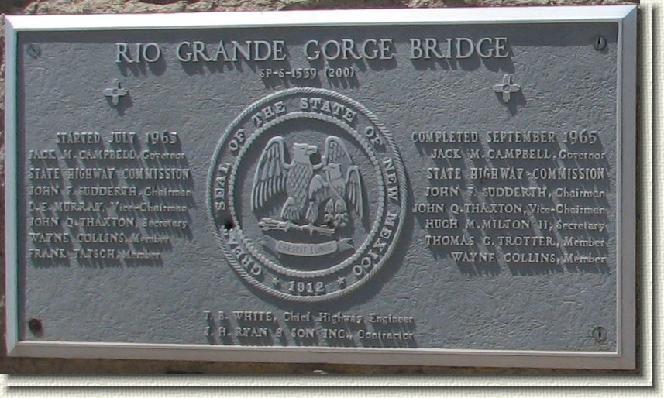 RIO GRANDE GORGE BRIDGE
SP-S-1539 (200)
STARTED JULY 1963
JACK M. CAMPBELL, Governor
STATE HIGHWAY COMMISSION
JOHN F. SUDDERTH, Chairman
MURRAY, Vice-Chairman
JOHN Q. THAXTON, Secretary
WAYNE COLLINS, Member
FRANK TATSCH, Member
GREAT SEAL OF THE STATE OF NEW MEXICO
CRESCIT EUNDO
1912
COMPLETED SEPTEMBER 1965
JACK M. CAMPBELL, Governor
STATE HIGHWAY COMMISSION
JOHN F. SUDDERTH, Chairman
JOHN Q. THAXTON, Vice-Chairman
HUGH M. MILTON II, Secretary
THOMAS G. TROTTER, Member
WAYNE COLLINS, Member
T. B. WHITE, Chief Highway Engineer
J. H. RYAN & SON INC., Contractor